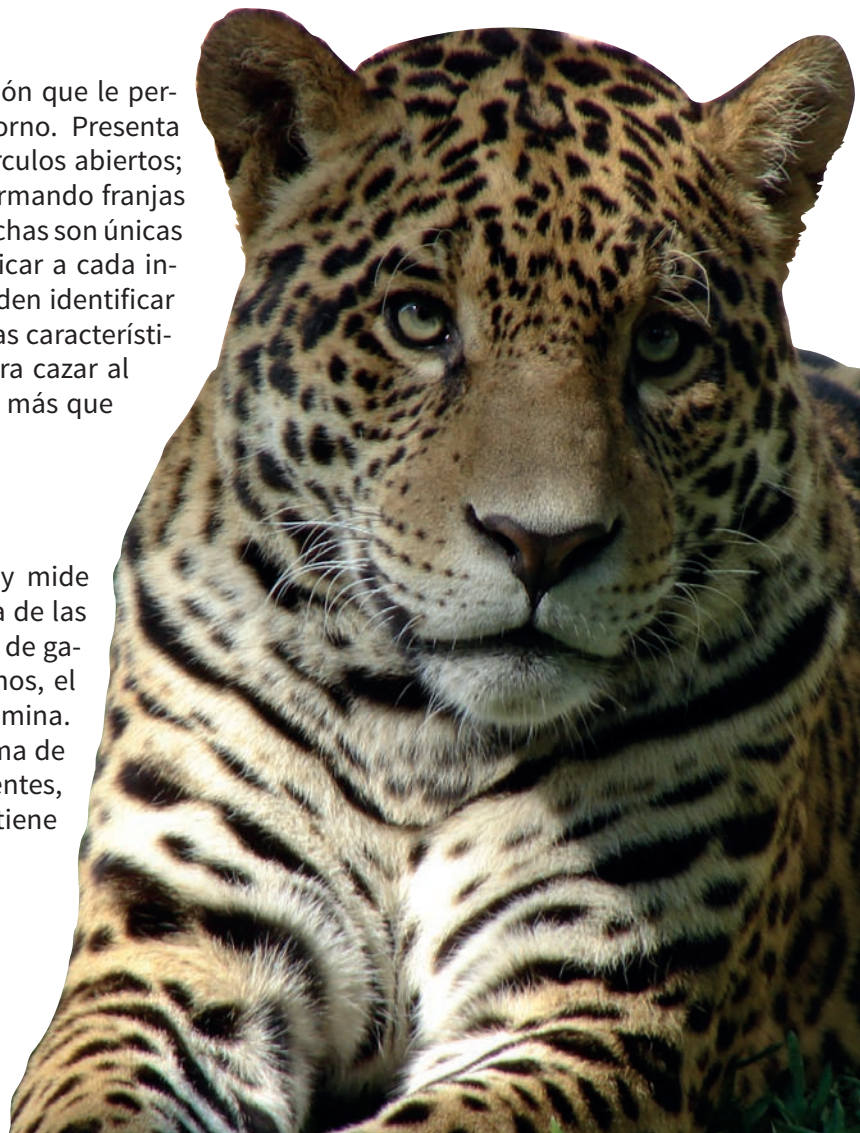 ón que le per-
orno. Presenta
rculos abiertos;
rmando franjas
chas son únicas
icar a cada in-
den identificar
as característi-
ra cazar al
más que
y mide
a de las
de ga-
nos, el
mina.
na de
entes,
tiene